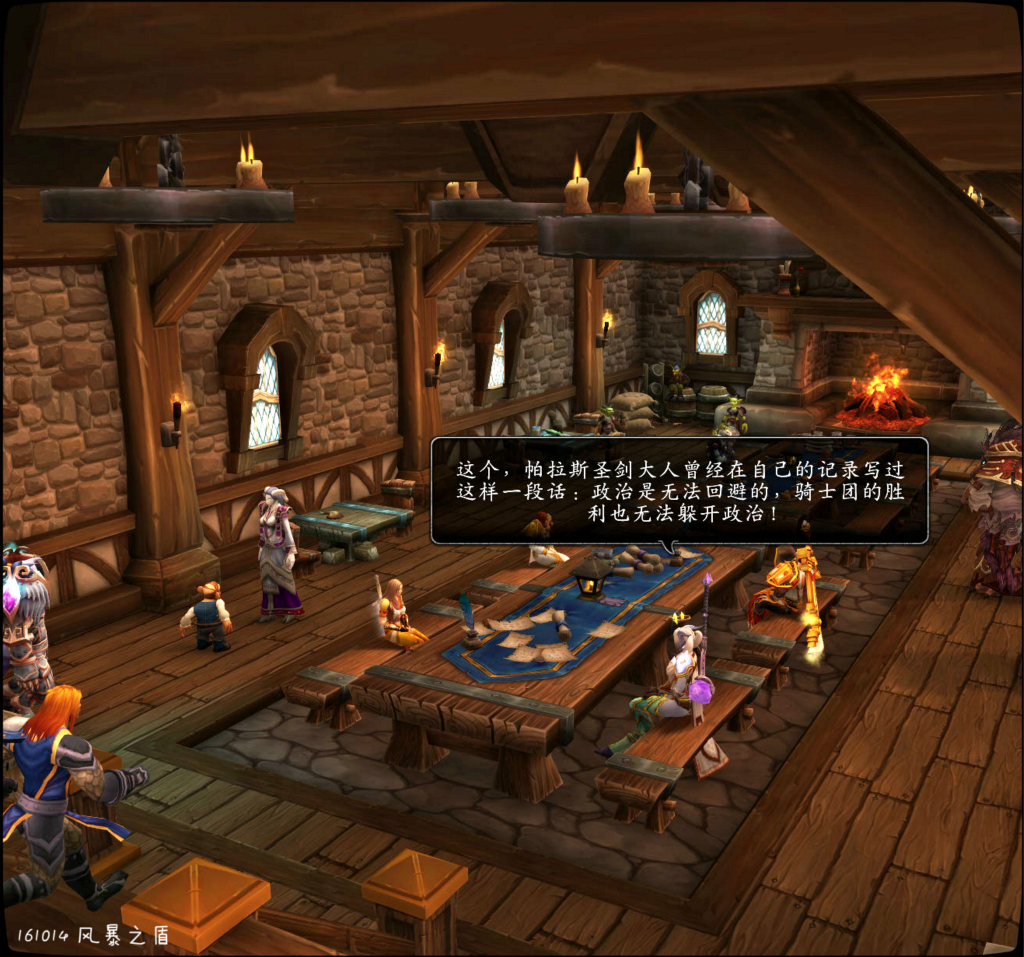 这个，帕拉斯圣剑大人曾经在自己的记录写过
这样一段话：政治是无法回避的，骑士团的胜
利也无法躲开政治！
161014 风暴之盾